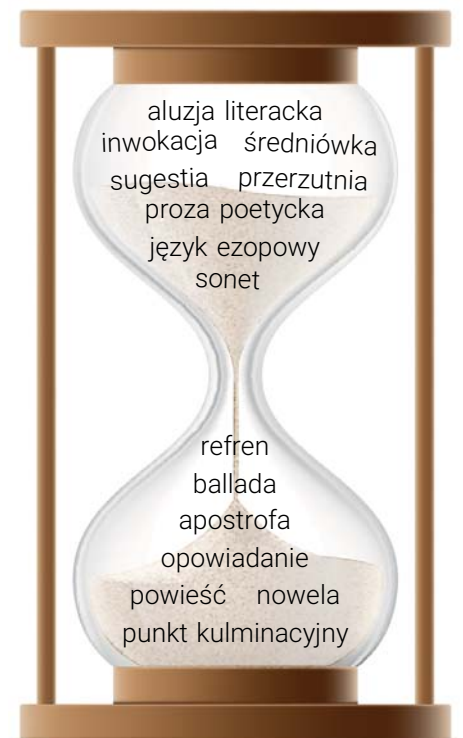 aluzja literacka
inwokacja średniówka
sugestia przerzutnia
proza poetycka
język ezopowy
sonet
refren
ballada
apostrofa
opowiadanie
powieść nowela
punkt kulminacyjny